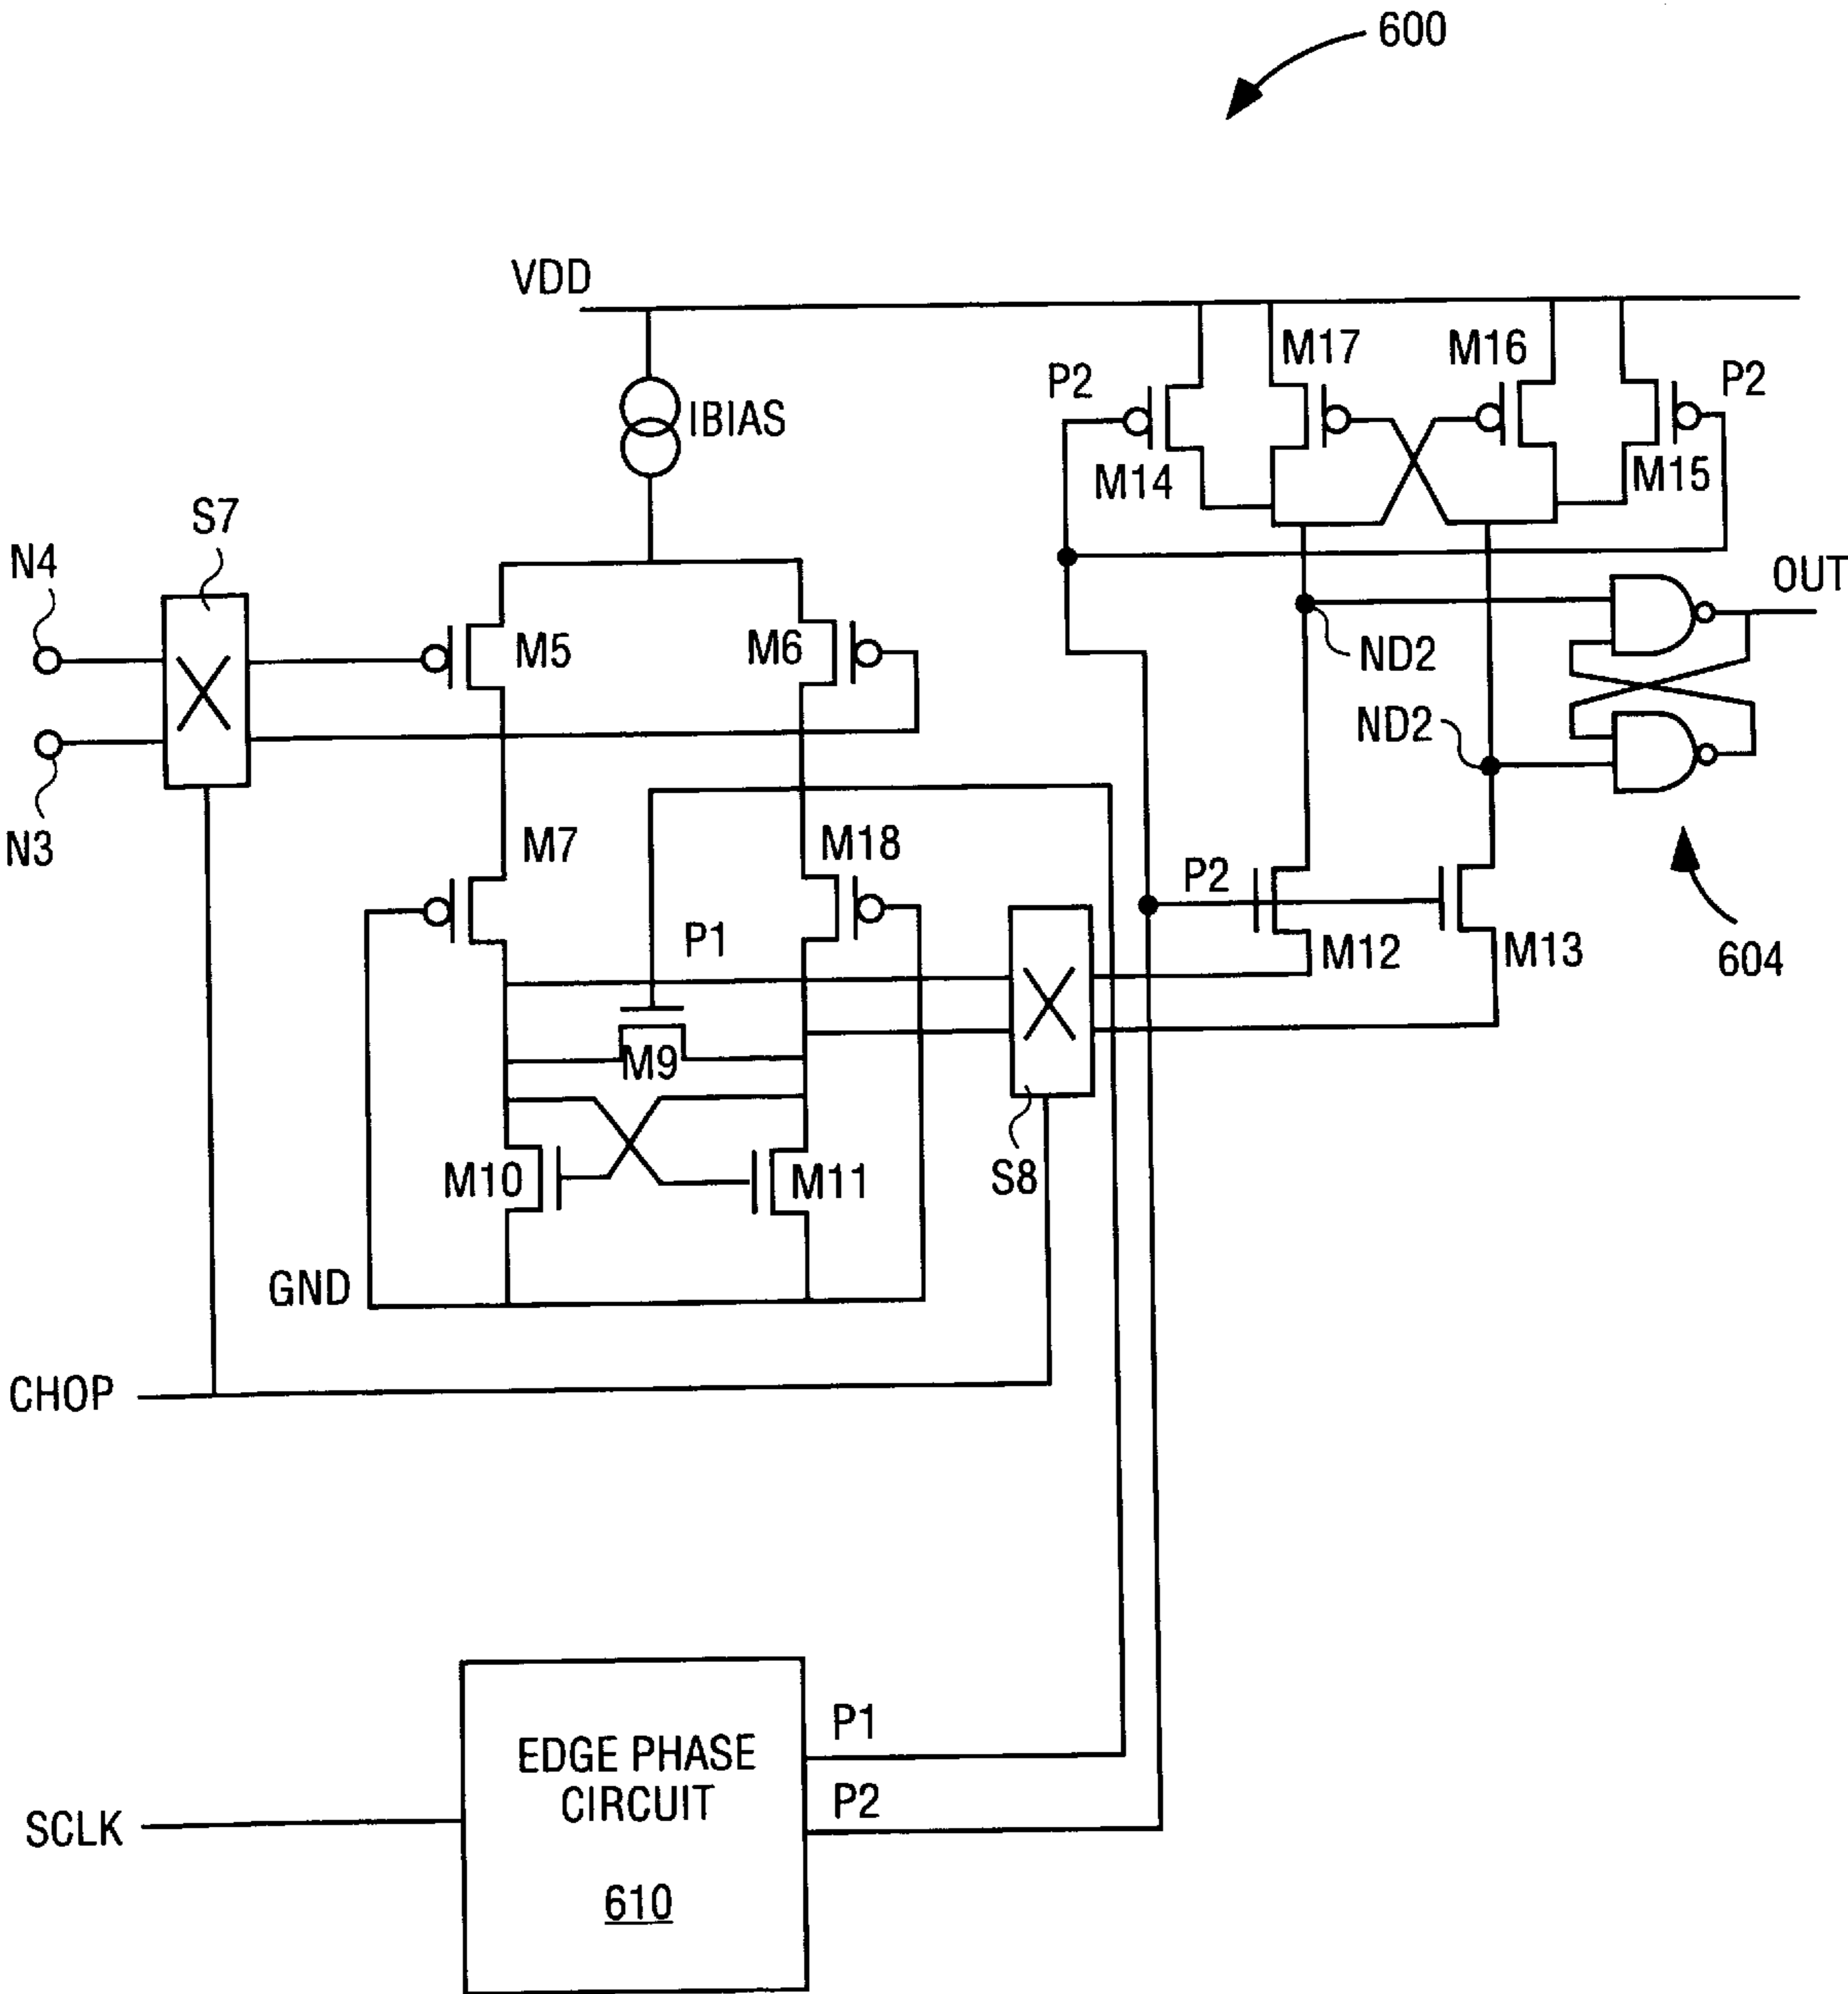 600
VDD
M17
M16
P2
P2
IBIAS
M14
M15
S7
N4
OUT
M5
M6
ND2
ND2
N3
M7
M18
P2
P1
M12
M13
604
M9
M10
M11
S8
GND
CHOP
P1
EDGE PHASE
CIRCUIT
P2
SCLK
610